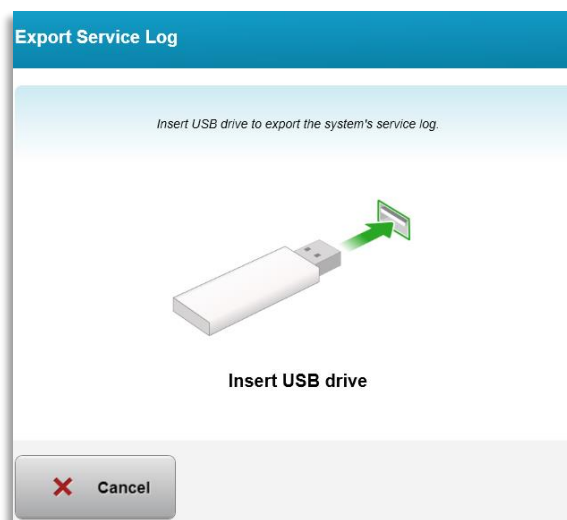 Export Service Log
Insert USB drive to export the system's service log.
Insert USB drive
Cancel